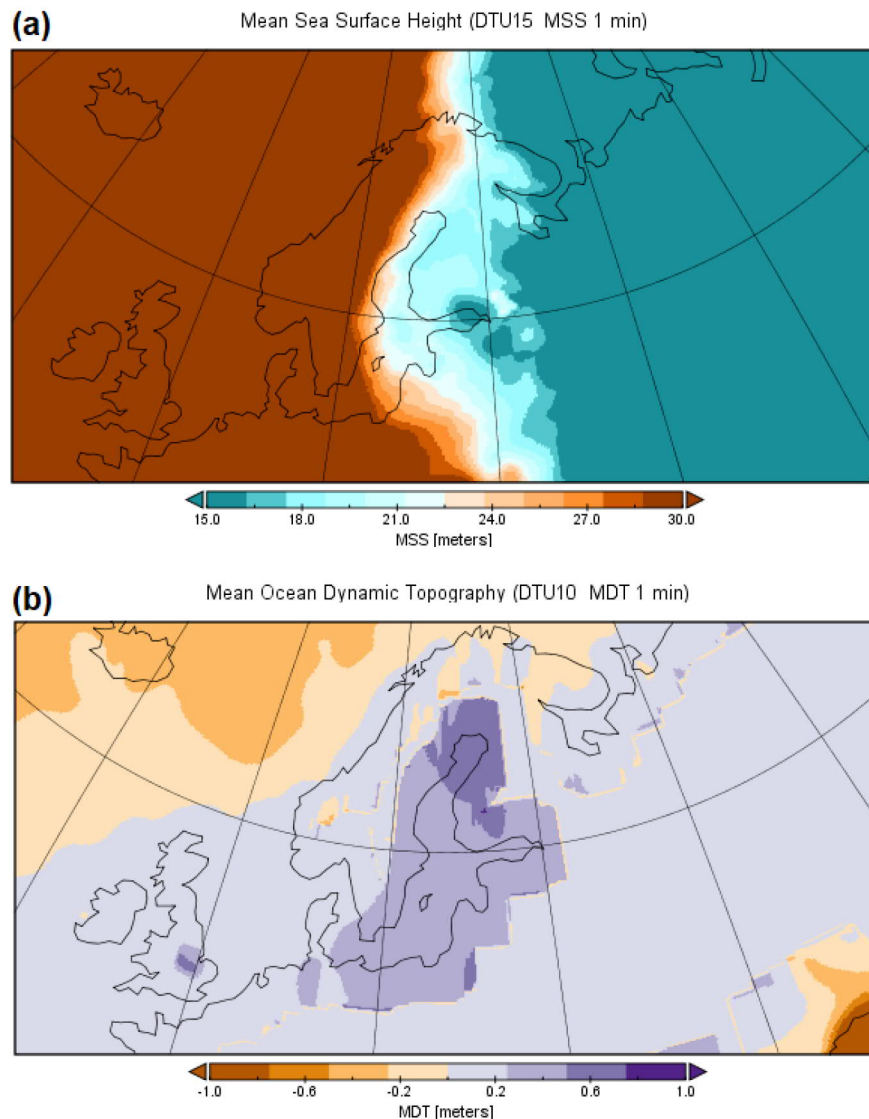 (a)
Mean Sea Surface Height (DTU15 MSS 1 min)
15.0 18.0 21.0 24.0 27.0 30.0
MSS [meters]
(b)
Mean Ocean Dynamic Topography (DTU10 MDT 1 min)
-1.0 -0.6 -0.2 0.2 0.6 1.0
MDT [meters]